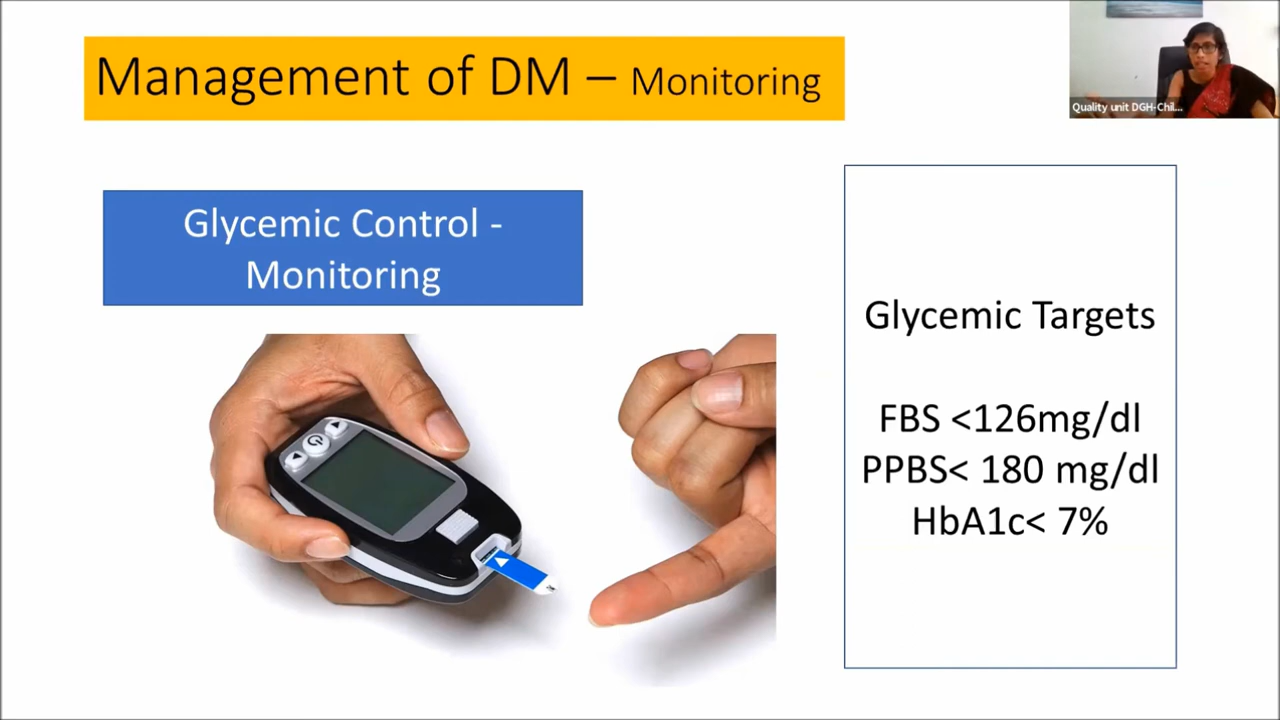 Management of DM – Monitoring
Quality unit DGH-Chil...
Glycemic Control -
Monitoring
Glycemic Targets
FBS <126mg/dl
PPBS< 180 mg/dl
HbA1c< 7%